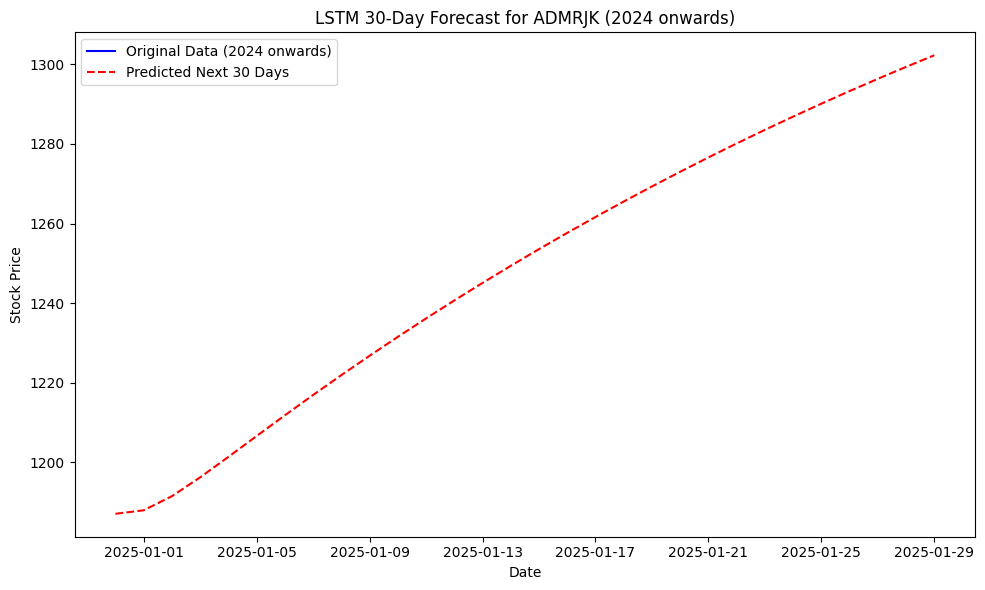 LSTM 30-Day Forecast for ADMRJK (2024 onwards)
Original Data (2024 onwards)
Predicted Next 30 Days
Stock Price
1300
1280
1260
1240
1220
1200
2025-01-01
2025-01-05
2025-01-09
2025-01-13
2025-01-17
2025-01-21
2025-01-25
2025-01-29
Date